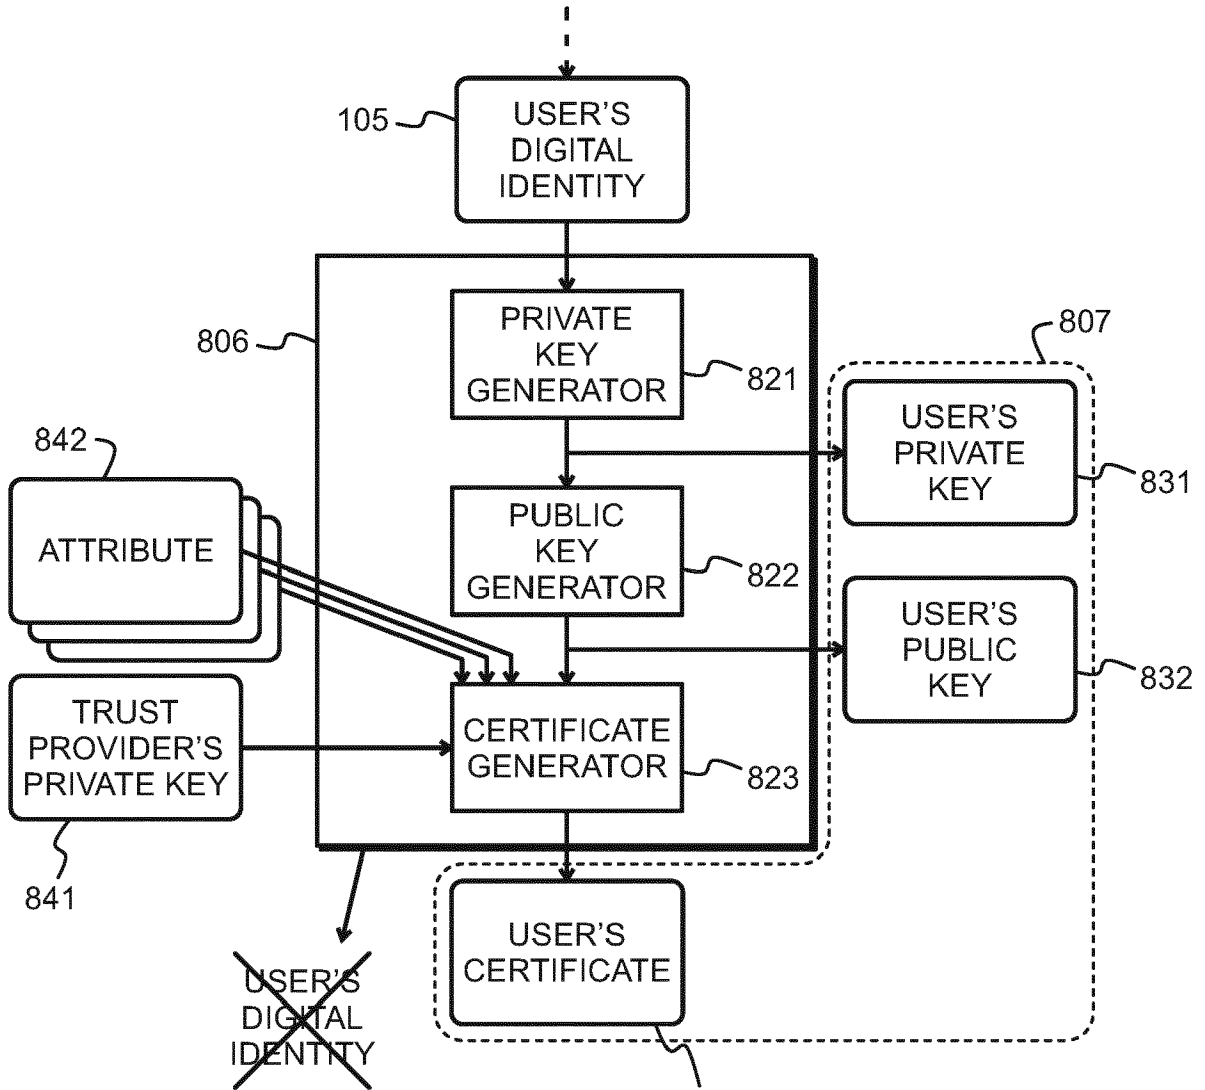 105
USER'S
DIGITAL
IDENTITY
806
PRIVATE
KEY
GENERATOR
821
807
USER'S
PRIVATE
KEY
831
842
ATTRIBUTE
PUBLIC
KEY
GENERATOR
822
USER'S
PUBLIC
KEY
832
TRUST
PROVIDER'S
PRIVATE KEY
841
CERTIFICATE
GENERATOR
823
USER'S
CERTIFICATE
USER'S
DIGITAL
IDENTITY